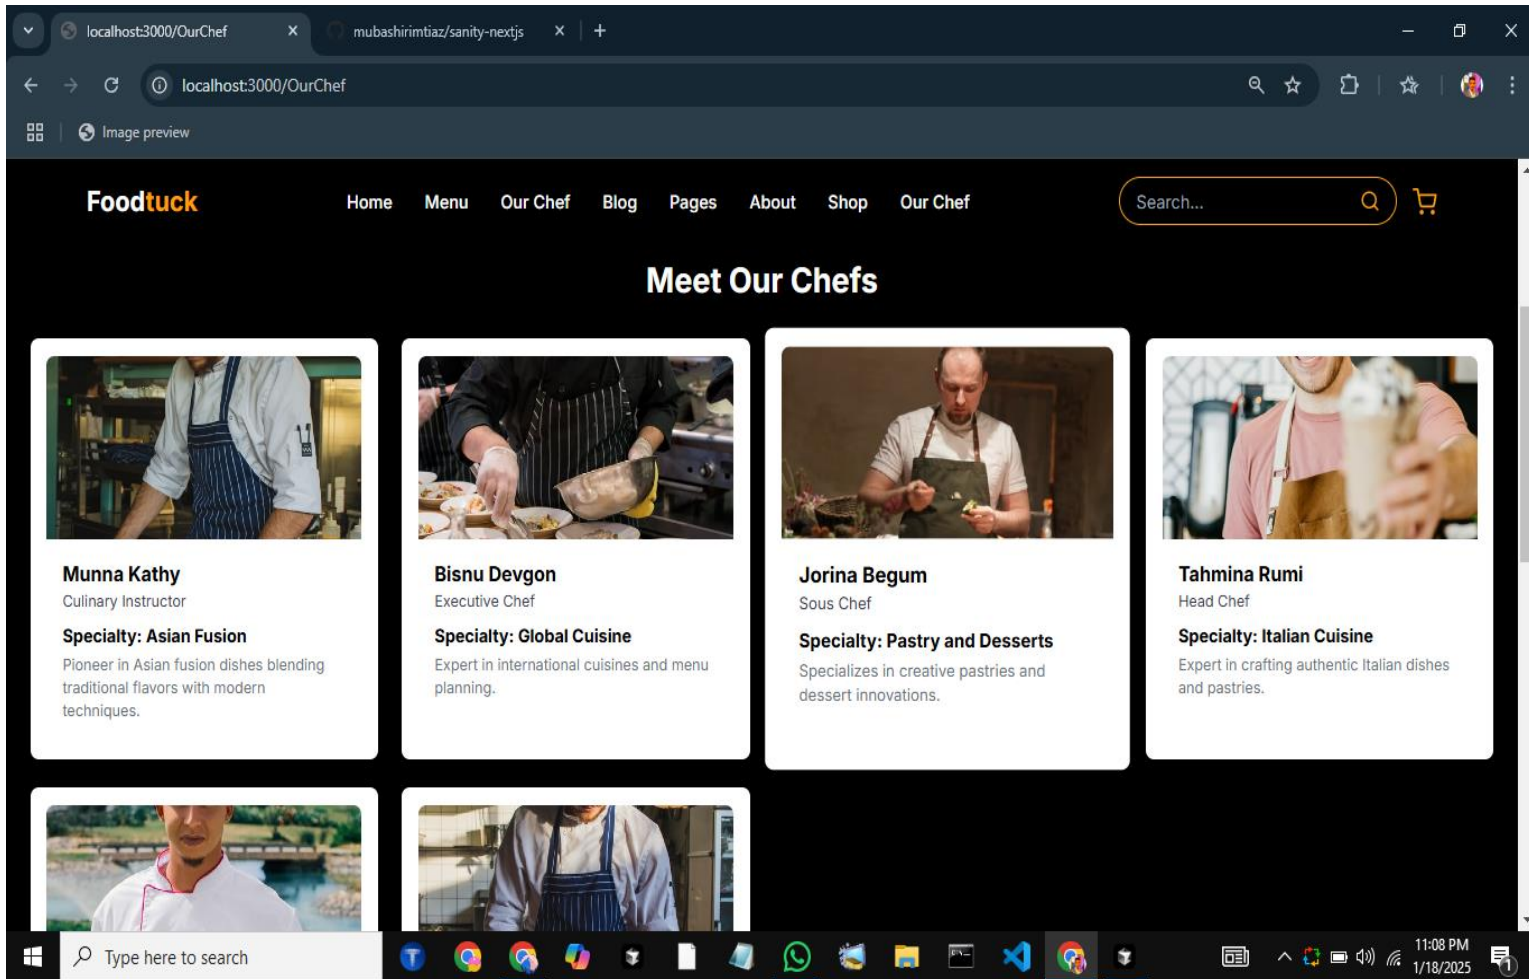 localhost:3000/OurChef
mubashirimtiaz/sanity-nextjs
localhost:3000/OurChef
Image preview
Foodtuck
Home Menu Our Chef Blog Pages About Shop Our Chef
Search...
Meet Our Chefs
Munna Kathy
Culinary Instructor
Specialty: Asian Fusion
Pioneer in Asian fusion dishes blending
traditional flavors with modern
techniques.
Bisnu Devgon
Executive Chef
Specialty: Global Cuisine
Expert in international cuisines and menu
planning.
Jorina Begum
Sous Chef
Specialty: Pastry and Desserts
Specializes in creative pastries and
dessert innovations.
Tahmina Rumi
Head Chef
Specialty: Italian Cuisine
Expert in crafting authentic Italian dishes
and pastries.
Type here to search
11:08 PM
1/18/2025
1